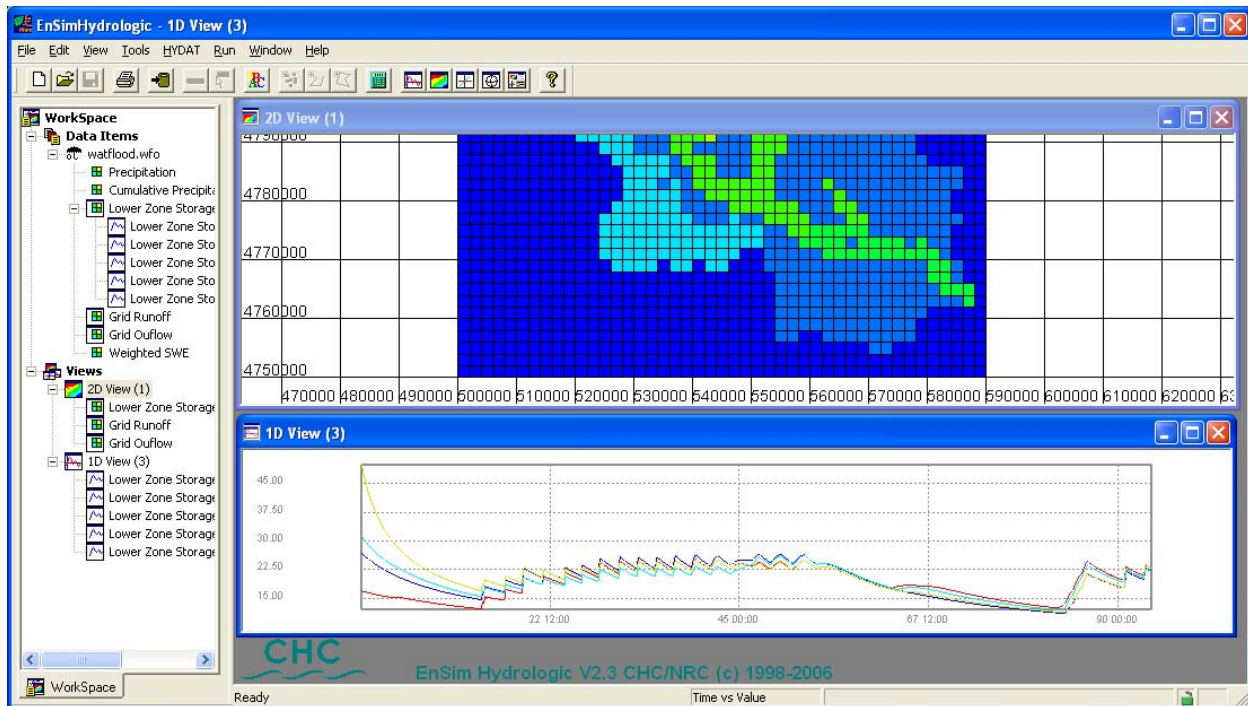 EnSimHydrologic - 1D View (3)
File Edit View Tools HYDAT Run Window Help
WorkSpace
Data Items
watflood.wfo
Precipitation
Cumulative Precipita
Lower Zone Storage
Lower Zone Sto
Lower Zone Sto
Lower Zone Sto
Lower Zone Sto
Lower Zone Sto
Grid Runoff
Grid Ouflow
Weighted SWE
Views
2D View (1)
Lower Zone Storage
Grid Runoff
Grid Ouflow
1D View (3)
Lower Zone Storage
Lower Zone Storage
Lower Zone Storage
Lower Zone Storage
Lower Zone Storage
WorkSpace
2D View (1)
4790000
4780000
4770000
4760000
4750000
470000 480000 490000 500000 510000 520000 530000 540000 550000 560000 570000 580000 590000 600000 610000 620000 63
1D View (3)
45.00
37.50
30.00
22.50
15.00
22 12:00 45 00:00 67 12:00 90 00:00
CHC
EnSim Hydrologic V2.3 CHC/NRC (c) 1998-2006
Ready Time vs Value